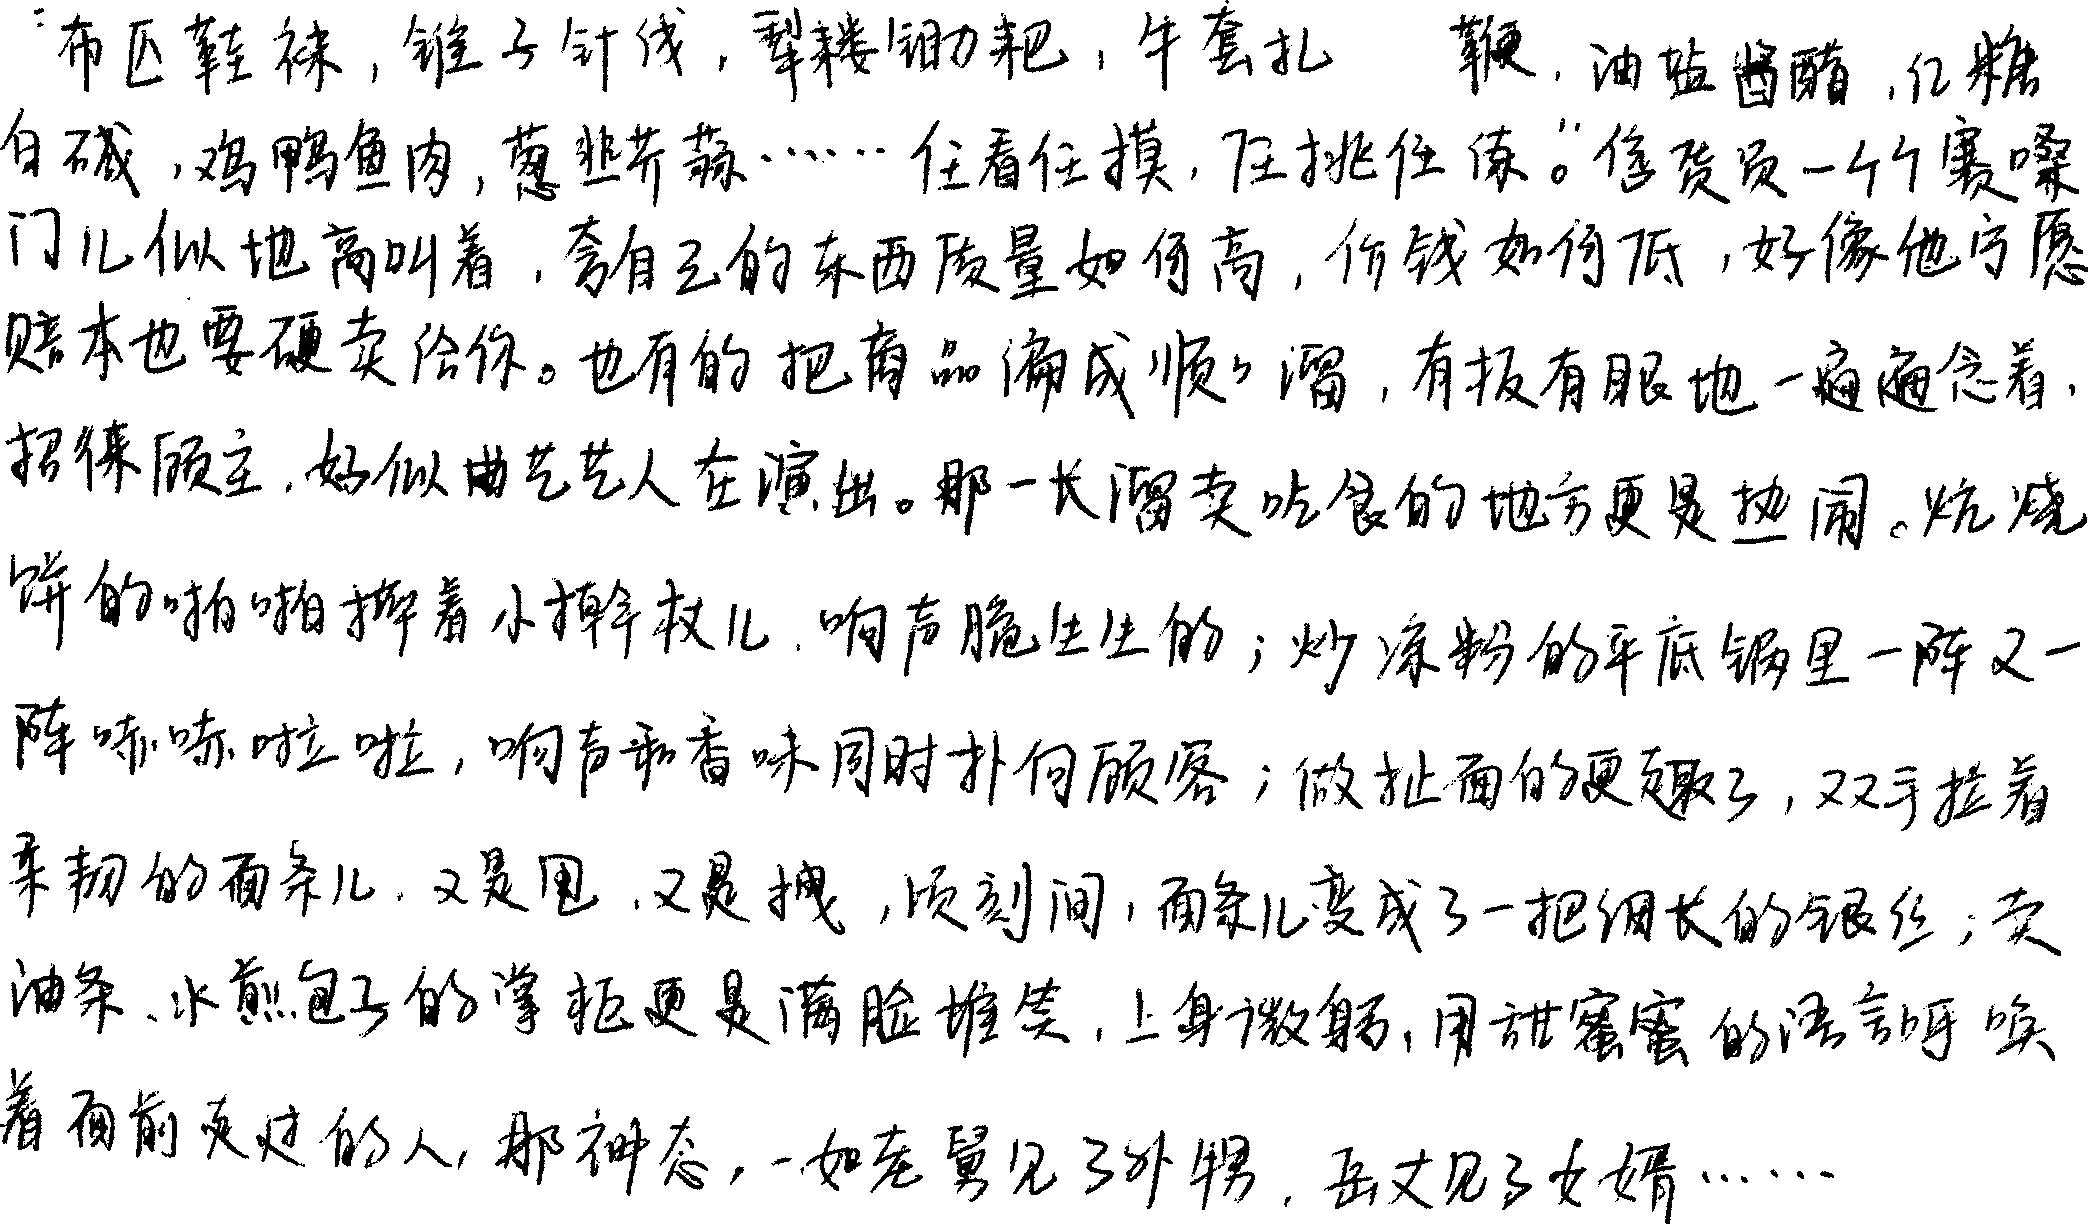 “布匹鞋袜，锥子针线，犁耧锄耙，牛套扎鞭，油盐酱醋，红糖
白碱，鸡鸭鱼肉，葱韭芥蒜……任看任摸，任挑任拣。”售货员一个个赛嗓
门儿似地高叫着，夸自己的东西质量如何高，价钱如何低，好像他宁愿
赔本也要硬卖给你。也有的把商品编成顺口溜，有板有眼地一遍遍念着，
招徕顾主，好似曲艺艺人在演出。那一长溜卖吃食的地方更是热闹。炕烧
饼的啪啪摔着小擀杖儿，响声脆生生的；炒凉粉的平底锅里一阵又一
阵哧哧啦啦，响声和香味同时扑向顾客；做扯面的更趣了，双手拉着
柔韧的面条儿，又是甩，又是拽，顷刻间，面条儿变成了一把细长的银丝；卖
油条、水煎包子的掌柜更是满脸堆笑，上身微躬，用甜蜜蜜的语言呼唤
着面前走过的人，那神态，一如老舅见了外甥，岳丈见了女婿……